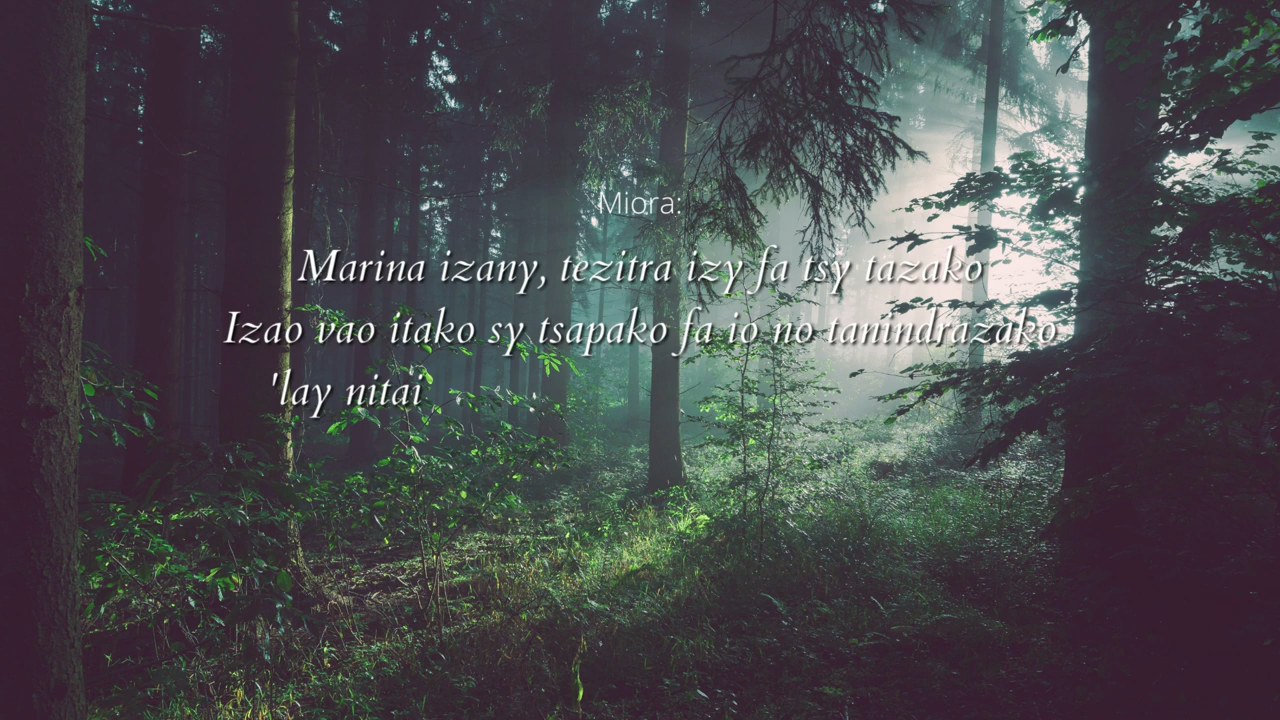 Miora:
Marina izany, tezitra izy fa tsy tazako
Izao vao itako sy tsapako fa io no tanindrazako
'lay nitai